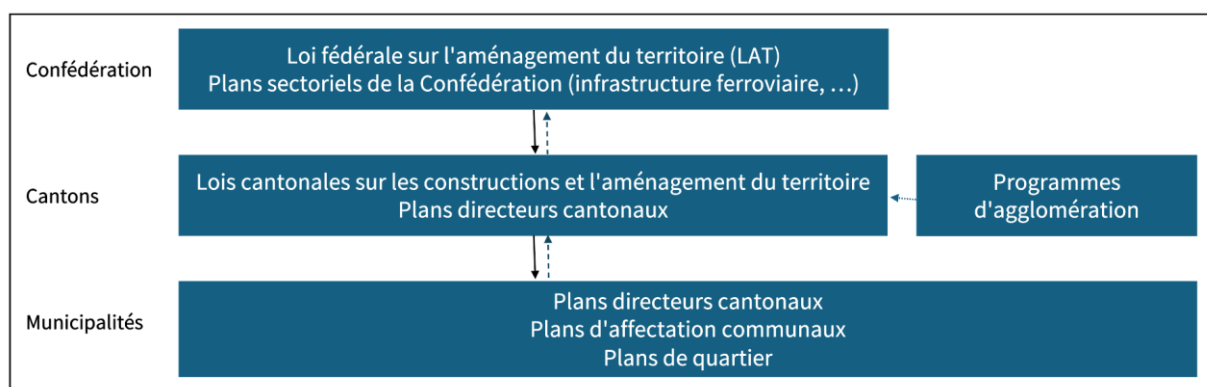 Confédération
Loi fédérale sur l'aménagement du territoire (LAT)
Plans sectoriels de la Confédération (infrastructure ferroviaire, …)
Cantons
Lois cantonales sur les constructions et l'aménagement du territoire
Plans directeurs cantonaux
Programmes
d'agglomération
Municipalités
Plans directeurs cantonaux
Plans d'affectation communaux
Plans de quartier